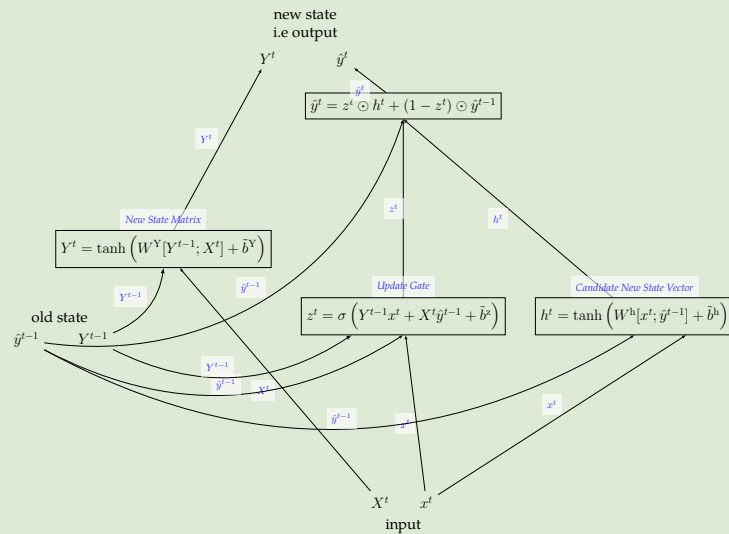 new state
i.e output
Y^t ŷ^t
ŷ^t
ŷ^t = z^t ⊙ h^t + (1 − z^t) ⊙ ŷ^{t−1}
Y^t
z^t
h^t
New State Matrix
Y^t = tanh (W^Y[Y^{t−1}; X^t] + b̃^Y)
Y^{t−1}
ŷ^{t−1}
Update Gate
Candidate New State Vector
z^t = σ (Y^{t−1}x^t + X^tŷ^{t−1} + b̃^z)
h^t = tanh (W^h[x^t; ŷ^{t−1}] + b̃^h)
old state
ŷ^{t−1} Y^{t−1}
Y^{t−1}
ŷ^{t−1}
X^t
ŷ^{t−1}
x^t
x^t
X^t x^t
input